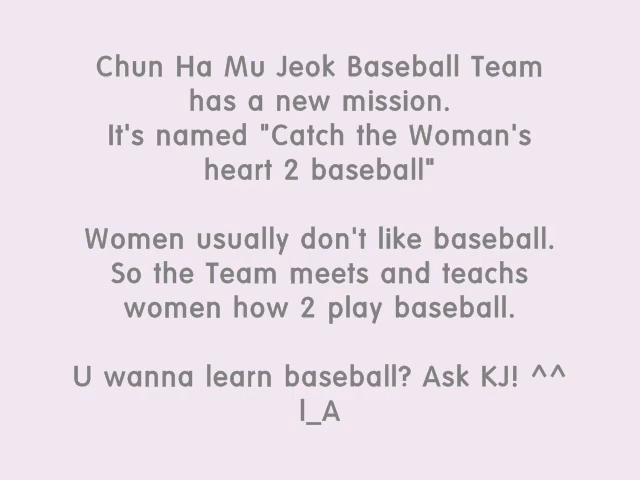 Chun Ha Mu Jeok Baseball Team
has a new mission.
It's named "Catch the Woman's
heart 2 baseball"
Women usually don't like baseball.
So the Team meets and teachs
women how 2 play baseball.
U wanna learn baseball? Ask KJ! ^^
l_A